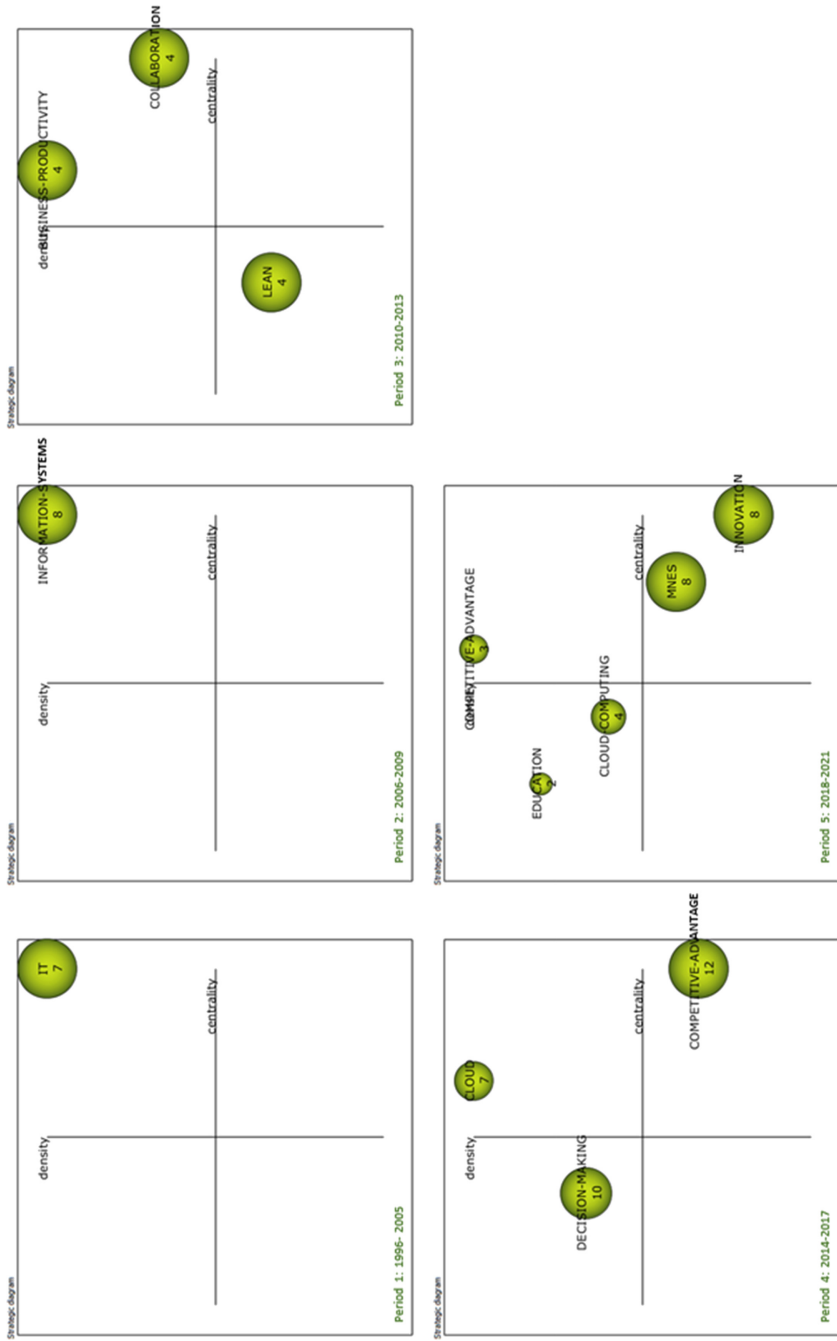 Strategic diagram
density
IT
7
centrality
Period 1: 1996- 2005
Strategic diagram
density
INFORMATION-SYSTEMS
8
centrality
Period 2: 2006-2009
Strategic diagram
density
BUSINESS-PRODUCTIVITY
4
COLLABORATION
4
centrality
LEAN
4
Period 3: 2010-2013
Strategic diagram
density
CLOUD
7
DECISION-MAKING
10
centrality
COMPETITIVE-ADVANTAGE
12
Period 4: 2014-2017
Strategic diagram
COMPETITIVE-ADVANTAGE
3
EDUCATION
2
CLOUD-COMPUTING
4
centrality
MNES
8
INNOVATION
8
Period 5: 2018-2021